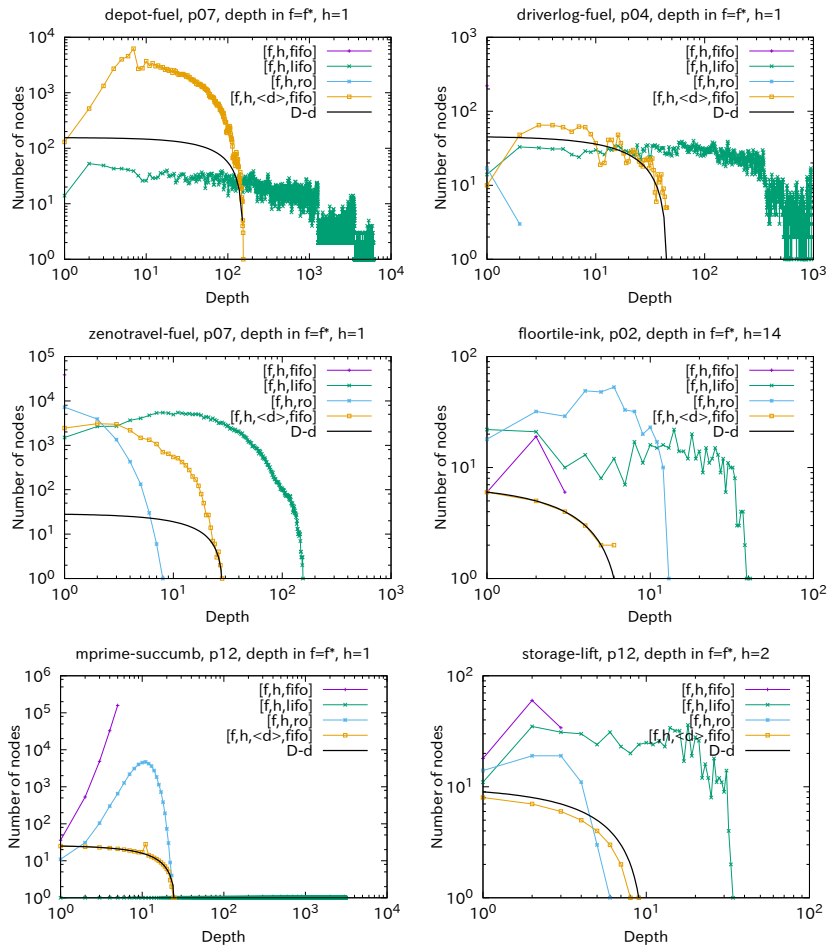 depot-fuel, p07, depth in f=f*, h=1
Number of nodes
10^4
10^3
10^2
10^1
10^0
[f,h,fifo]
[f,h,lifo]
[f,h,ro]
[f,h,<d>,fifo]
D-d
10^0 10^1 10^2 10^3 10^4
Depth
driverlog-fuel, p04, depth in f=f*, h=1
Number of nodes
10^3
10^2
10^1
10^0
[f,h,fifo]
[f,h,lifo]
[f,h,ro]
[f,h,<d>,fifo]
D-d
10^0 10^1 10^2 10^3
Depth
zenotravel-fuel, p07, depth in f=f*, h=1
Number of nodes
10^5
10^4
10^3
10^2
10^1
10^0
[f,h,fifo]
[f,h,lifo]
[f,h,ro]
[f,h,<d>,fifo]
D-d
10^0 10^1 10^2 10^3
Depth
floortile-ink, p02, depth in f=f*, h=14
Number of nodes
10^2
10^1
10^0
[f,h,fifo]
[f,h,lifo]
[f,h,ro]
[f,h,<d>,fifo]
D-d
10^0 10^1 10^2
Depth
mprime-succumb, p12, depth in f=f*, h=1
Number of nodes
10^6
10^5
10^4
10^3
10^2
10^1
10^0
[f,h,fifo]
[f,h,lifo]
[f,h,ro]
[f,h,<d>,fifo]
D-d
10^0 10^1 10^2 10^3 10^4
Depth
storage-lift, p12, depth in f=f*, h=2
Number of nodes
10^2
10^1
10^0
[f,h,fifo]
[f,h,lifo]
[f,h,ro]
[f,h,<d>,fifo]
D-d
10^0 10^1 10^2
Depth